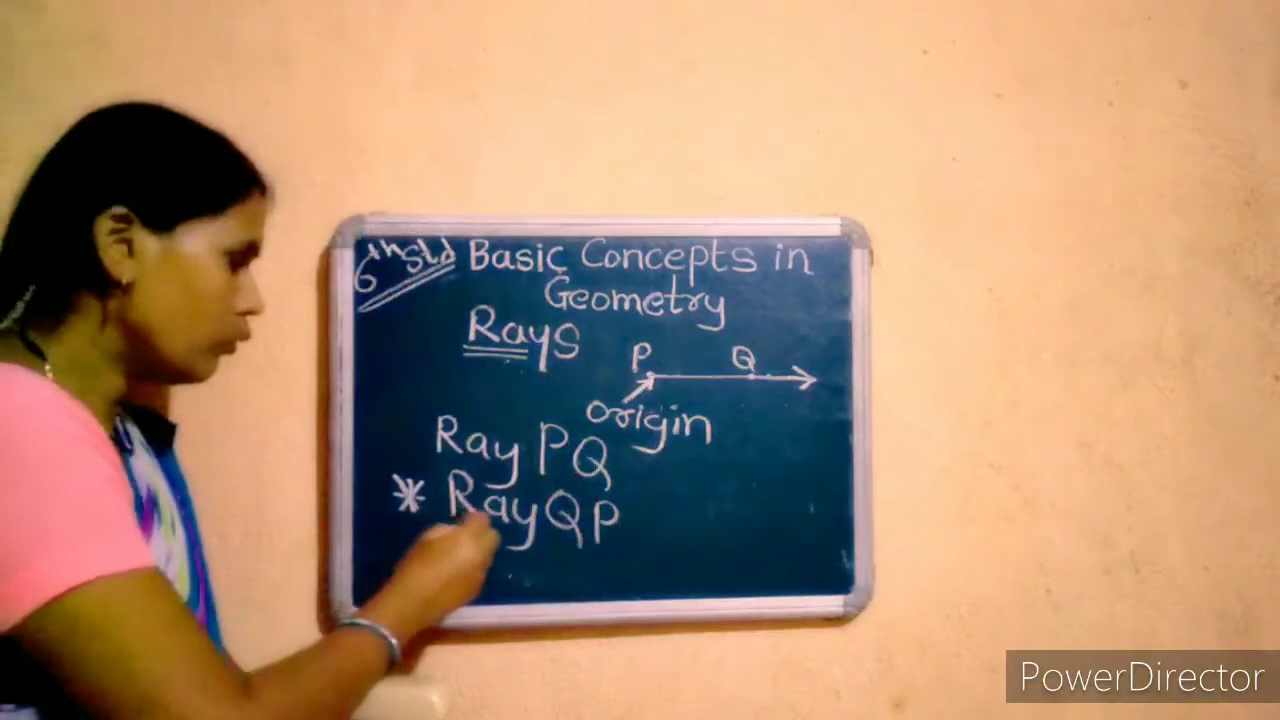 6th Std Basic Concepts in
Geometry
Rays
P Q
Origin
Ray PQ
* Ray QP
PowerDirector